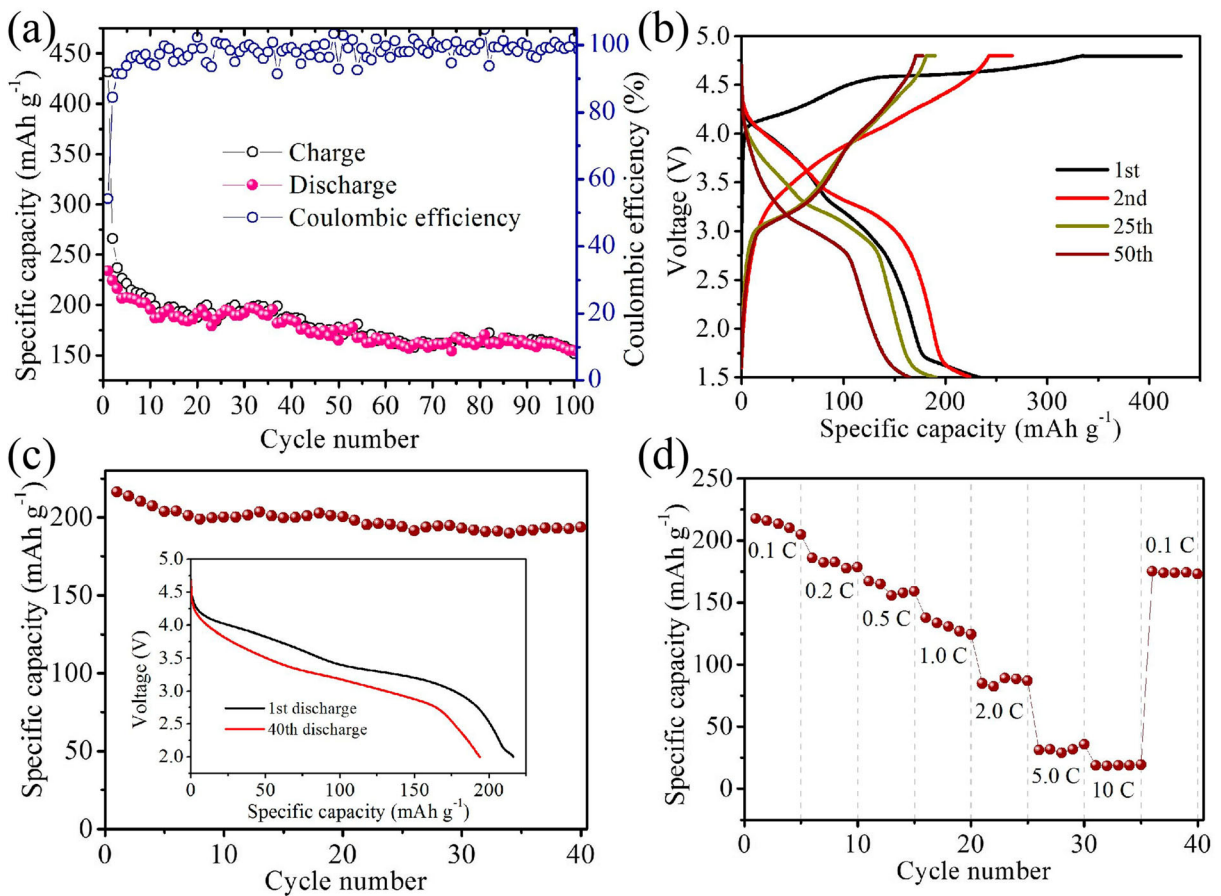 (a)
Specific capacity (mAh g⁻¹)
450
400
350
300
250
200
150
Charge
Discharge
Coulombic efficiency
100
80
60
40
20
0
Coulombic efficiency (%)
0 10 20 30 40 50 60 70 80 90 100
Cycle number
(b)
Voltage (V)
5.0
4.0
3.5
3.0
2.5
1.5
1st
2nd
25th
50th
0 100 200 300 400
Specific capacity (mAh g⁻¹)
(c)
Specific capacity (mAh g⁻¹)
200
150
100
50
0
Voltage (V)
5.0
4.5
4.0
3.5
3.0
2.5
2.0
1st discharge
40th discharge
0 50 100 150 200
Specific capacity (mAh g⁻¹)
0 10 20 30 40
Cycle number
(d)
Specific capacity (mAh g⁻¹)
250
200
150
100
50
0
0.1 C
0.2 C
0.5 C
1.0 C
2.0 C
5.0 C
10 C
0.1 C
0 10 20 30 40
Cycle number